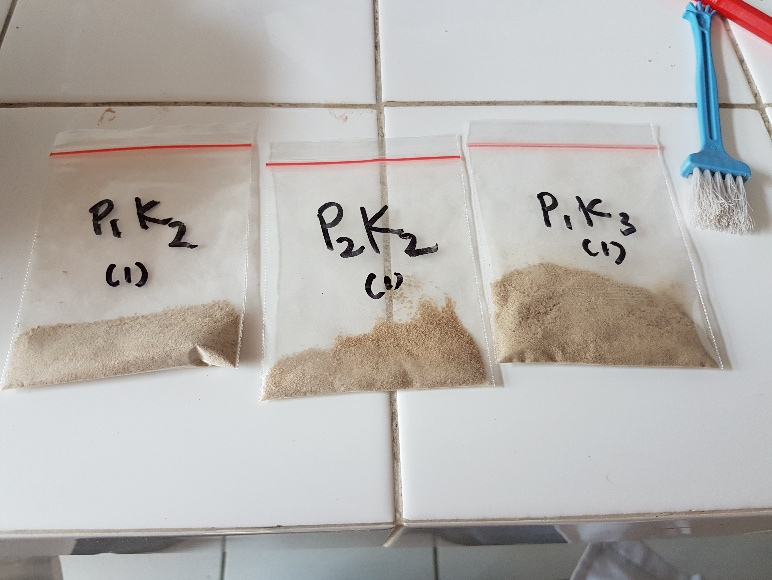 P₁K₂
(1)
P₂K₂
(1)
P₁K₃
(1)